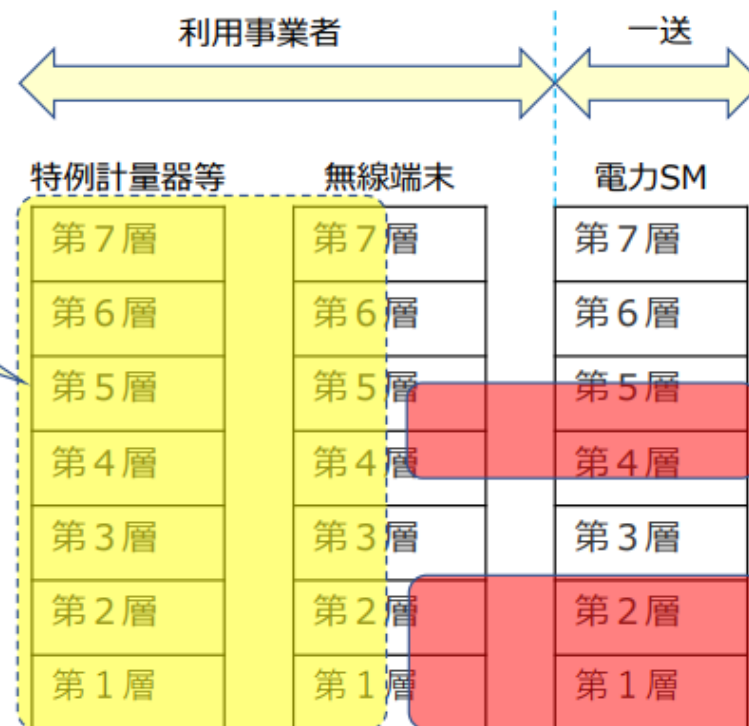 利用事業者 一送
特例計量器等 無線端末 電力SM
第7層 第7層 第7層
第6層 第6層 第6層
第5層 第5層 第5層
第4層 第4層 第4層
第3層 第3層 第3層
第2層 第2層 第2層
第1層 第1層 第1層